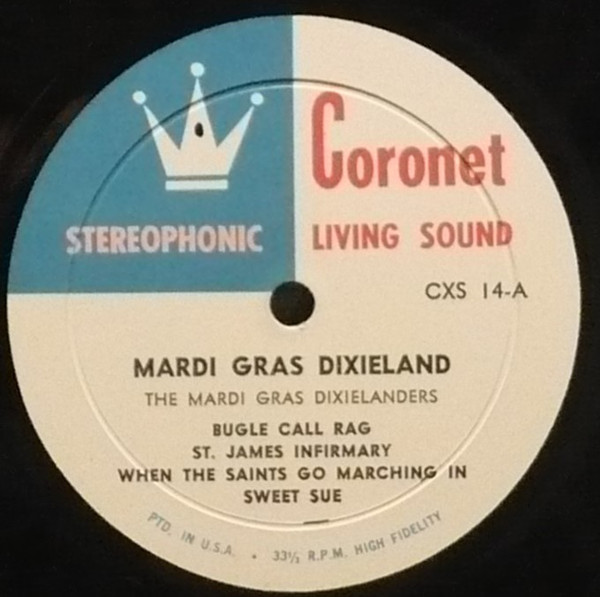 Coronet
STEREOPHONIC
LIVING SOUND
CXS 14-A
MARDI GRAS DIXIELAND
THE MARDI GRAS DIXIELANDERS
BUGLE CALL RAG
ST. JAMES INFIRMARY
WHEN THE SAINTS GO MARCHING IN
SWEET SUE
PTD. IN U.S.A. • 33⅓ R.P.M. HIGH FIDELITY